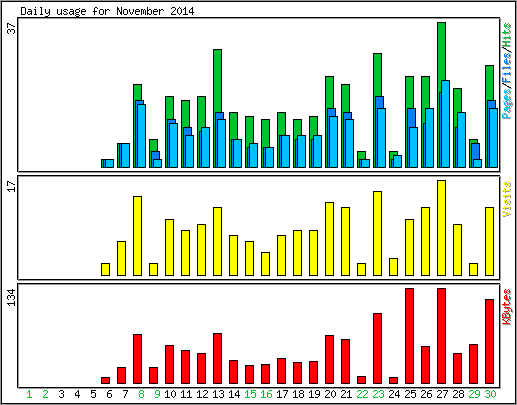 Daily usage for November 2014
37
Pages/Files/Hits
17
Visits
134
KBytes
1 2 3 4 5 6 7 8 9 10 11 12 13 14 15 16 17 18 19 20 21 22 23 24 25 26 27 28 29 30